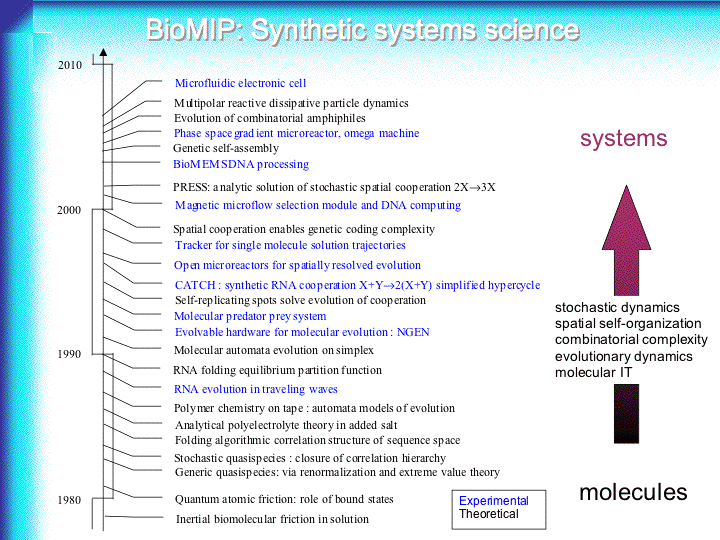 BioMIP: Synthetic systems science
2010
Microfluidic electronic cell
Multipolar reactive dissipative particle dynamics
Evolution of combinatorial amphiphiles
Phase space gradient microreactor, omega machine
Genetic self-assembly
BioMEMS DNA processing
PRESS: analytic solution of stochastic spatial cooperation 2X→3X
Magnetic microflow selection module and DNA computing
2000
Spatial cooperation enables genetic coding complexity
Tracker for single molecule solution trajectories
Open microreactors for spatially resolved evolution
CATCH : synthetic RNA cooperation X+Y→2(X+Y) simplified hypercycle
Self-replicating spots solve evolution of cooperation
Molecular predator prey system
Evolvable hardware for molecular evolution : NGEN
Molecular automata evolution on simplex
1990
RNA folding equilibrium partition function
RNA evolution in traveling waves
Polymer chemistry on tape : automata models of evolution
Analytical polyelectrolyte theory in added salt
Folding algorithmic correlation structure of sequence space
Stochastic quasispecies : closure of correlation hierarchy
Generic quasispecies: via renormalization and extreme value theory
1980
Quantum atomic friction: role of bound states
Inertial biomolecular friction in solution
Experimental
Theoretical
systems
stochastic dynamics
spatial self-organization
combinatorial complexity
evolutionary dynamics
molecular IT
molecules